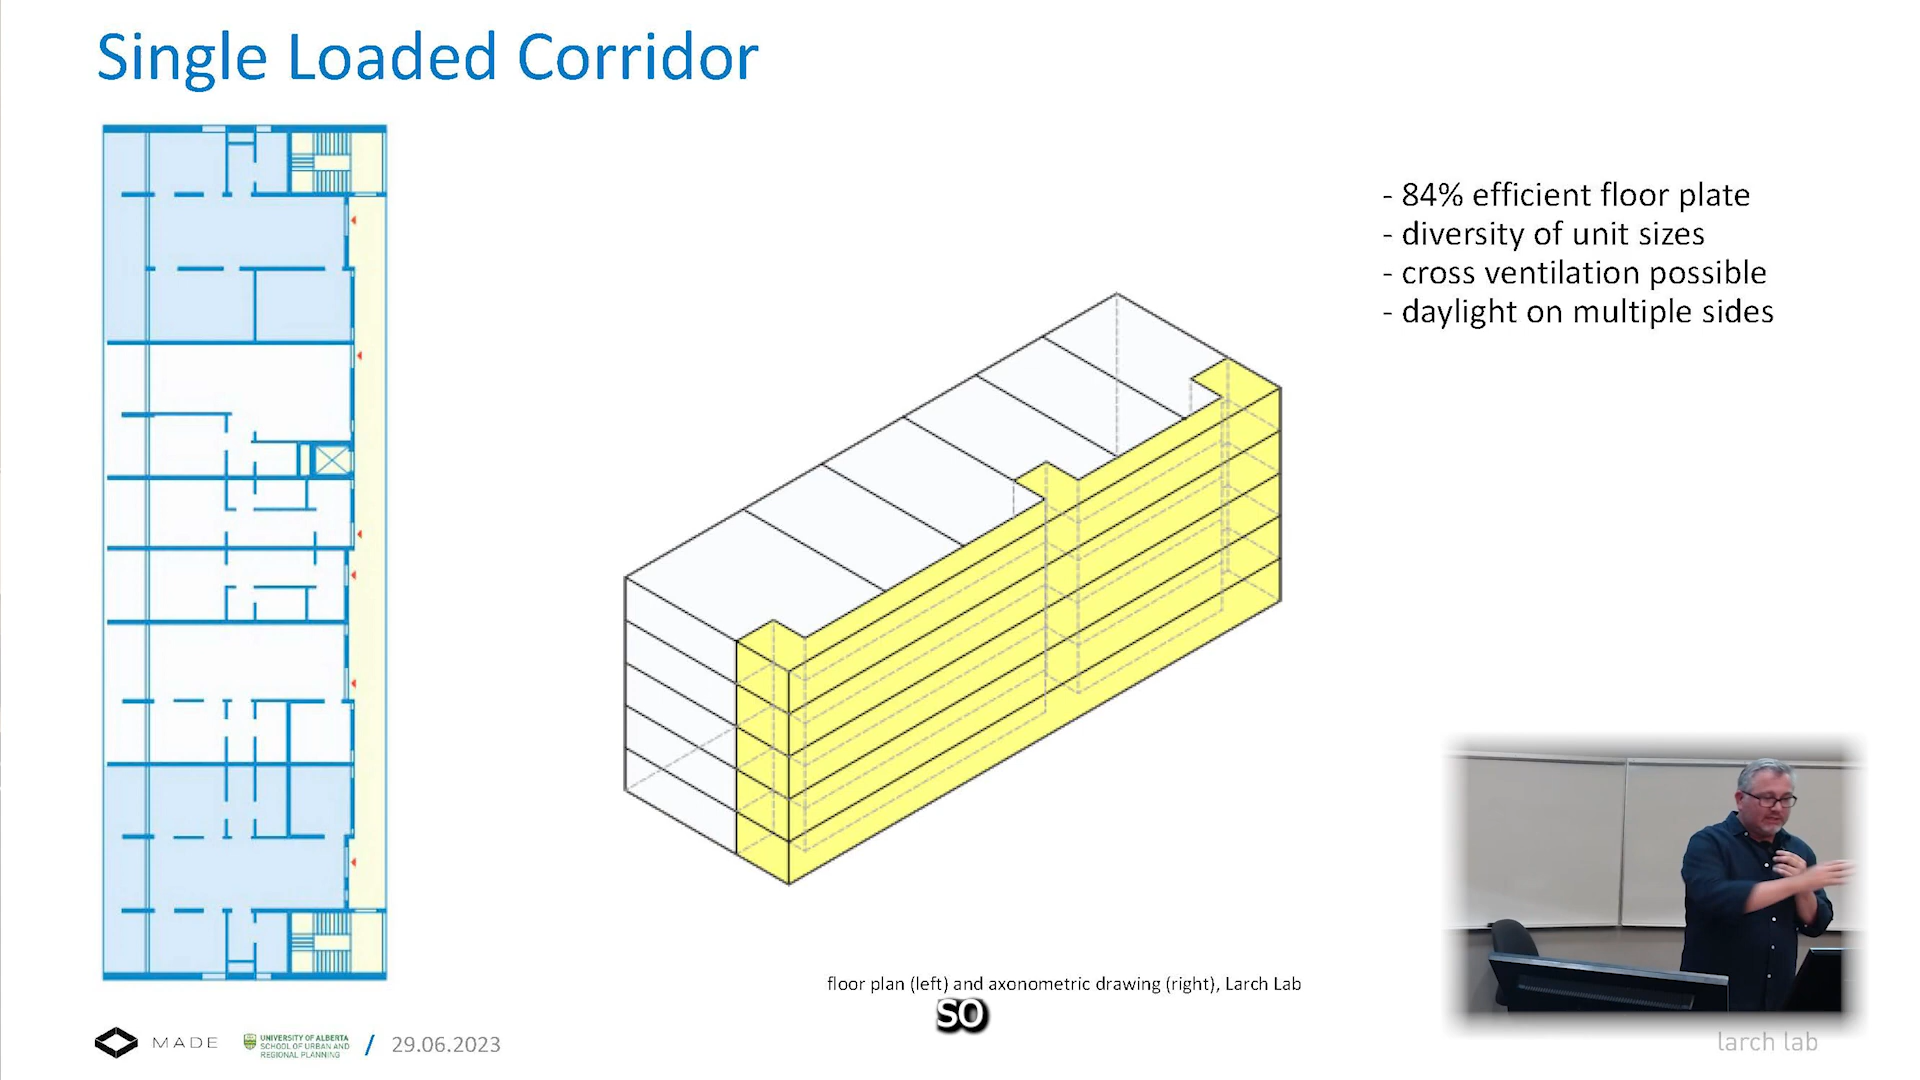 Single Loaded Corridor
- 84% efficient floor plate
- diversity of unit sizes
- cross ventilation possible
- daylight on multiple sides
floor plan (left) and axonometric drawing (right), Larch Lab
SO
MADE
UNIVERSITY OF ALBERTA
SCHOOL OF URBAN AND
REGIONAL PLANNING
/ 29.06.2023
larch lab